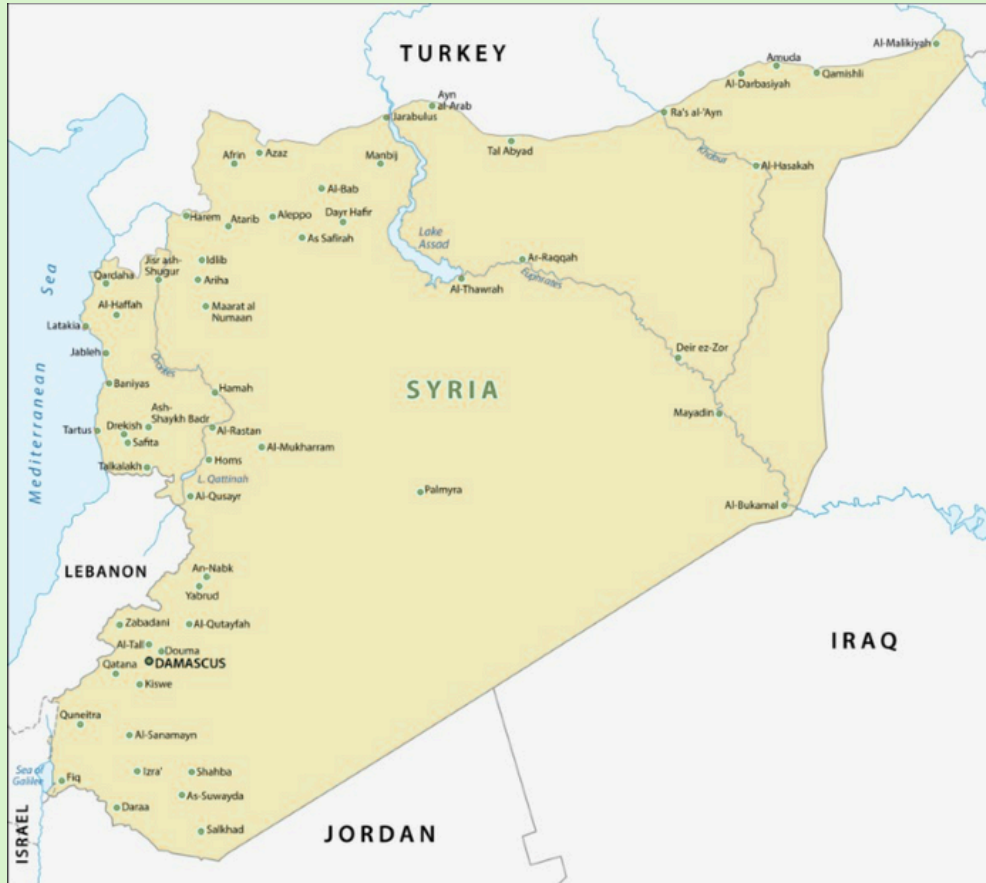 TURKEY
Al-Malikiyah
Amuda
Al-Darbasiyah
Qamishli
Ayn
al-Arab
Jarabulus
Ra's al-'Ayn
Tal Abyad
Afrin
Azaz
Manbij
Khabur
Al-Hasakah
Al-Bab
Harem
Atarib
Aleppo
Dayr Hafir
As Safirah
Lake
Assad
Jisr ash-
Shugur
Idlib
Ar-Raqqah
Qardaha
Ariha
Euphrates
Al-Thawrah
Al-Haffah
Maarat al
Numaan
Latakia
Jableh
Orontes
Deir ez-Zor
Baniyas
Hamah
SYRIA
Mediterranean Sea
Ash-
Shaykh Badr
Mayadin
Tartus
Drekish
Safita
Al-Rastan
Al-Mukharram
Talkalakh
Homs
L. Qattinah
Al-Qusayr
Palmyra
Al-Bukamal
LEBANON
An-Nabk
Yabrud
Zabadani
Al-Qutayfah
IRAQ
Al-Tall
Douma
DAMASCUS
Qatana
Kiswe
Quneitra
Al-Sanamayn
Sea of
Galilee
Fiq
Izra'
Shahba
As-Suwayda
Daraa
Salkhad
JORDAN
ISRAEL